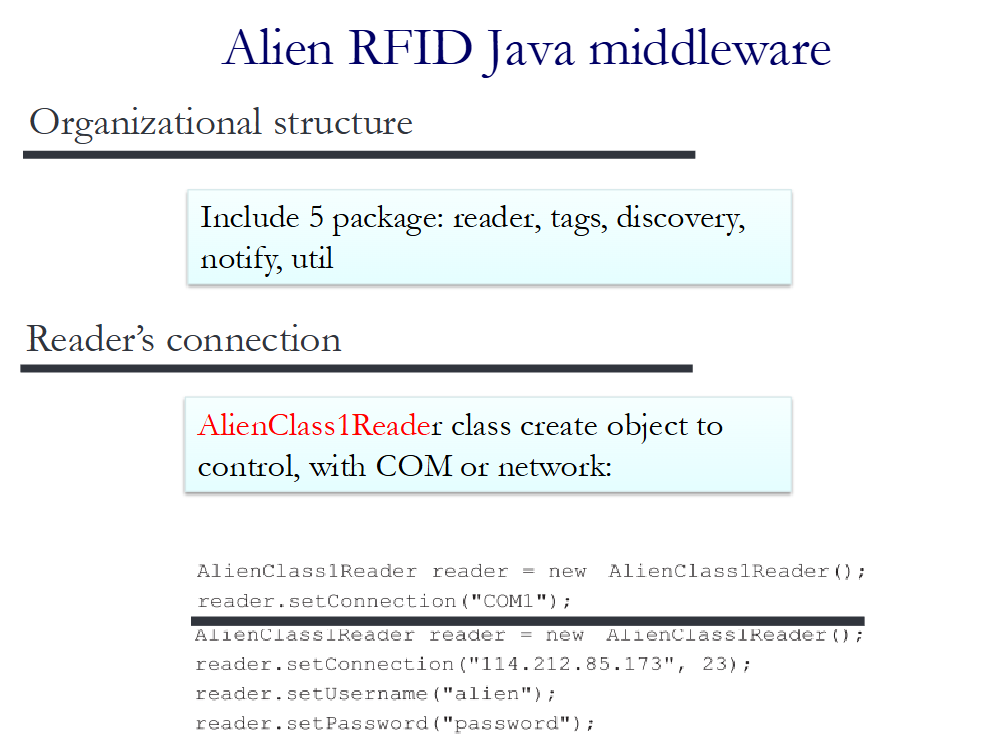 Alien RFID Java middleware
Organizational structure
Include 5 package: reader, tags, discovery,
notify, util
Reader's connection
AlienClass1Reader class create object to
control, with COM or network:
AlienClass1Reader reader = new  AlienClass1Reader();
reader.setConnection("COM1");
AlienClass1Reader reader = new  AlienClass1Reader();
reader.setConnection("114.212.85.173", 23);
reader.setUsername("alien");
reader.setPassword("password");